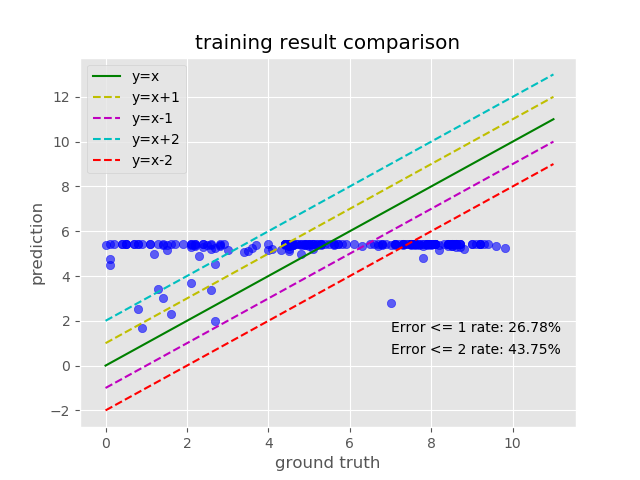 training result comparison
y=x
y=x+1
y=x-1
y=x+2
y=x-2
12
10
8
6
4
2
0
−2
prediction
Error <= 1 rate: 26.78%
Error <= 2 rate: 43.75%
0 2 4 6 8 10
ground truth